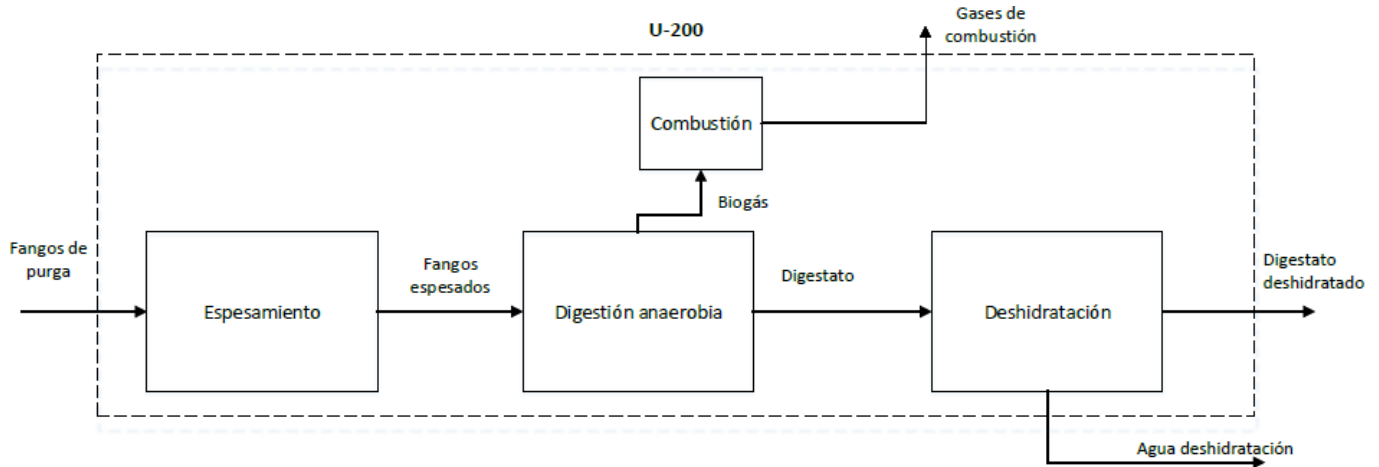 Gases de
combustión
U-200
Combustión
Biogás
Fangos de
purga
Espesamiento
Fangos
espesados
Digestión anaerobia
Digestato
Deshidratación
Digestato
deshidratado
Agua deshidratación